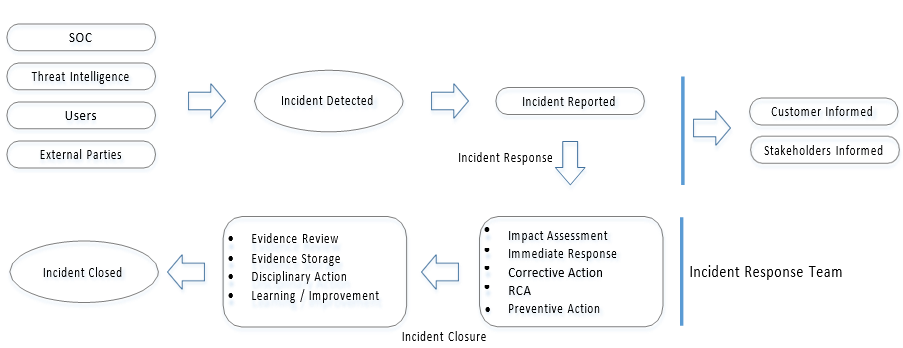 SOC
Threat Intelligence
Users
External Parties
Incident Detected
Incident Reported
Customer Informed
Stakeholders Informed
Incident Response
Incident Closed
• Evidence Review
• Evidence Storage
• Disciplinary Action
• Learning / Improvement
• Impact Assessment
• Immediate Response
• Corrective Action
• RCA
• Preventive Action
Incident Response Team
Incident Closure